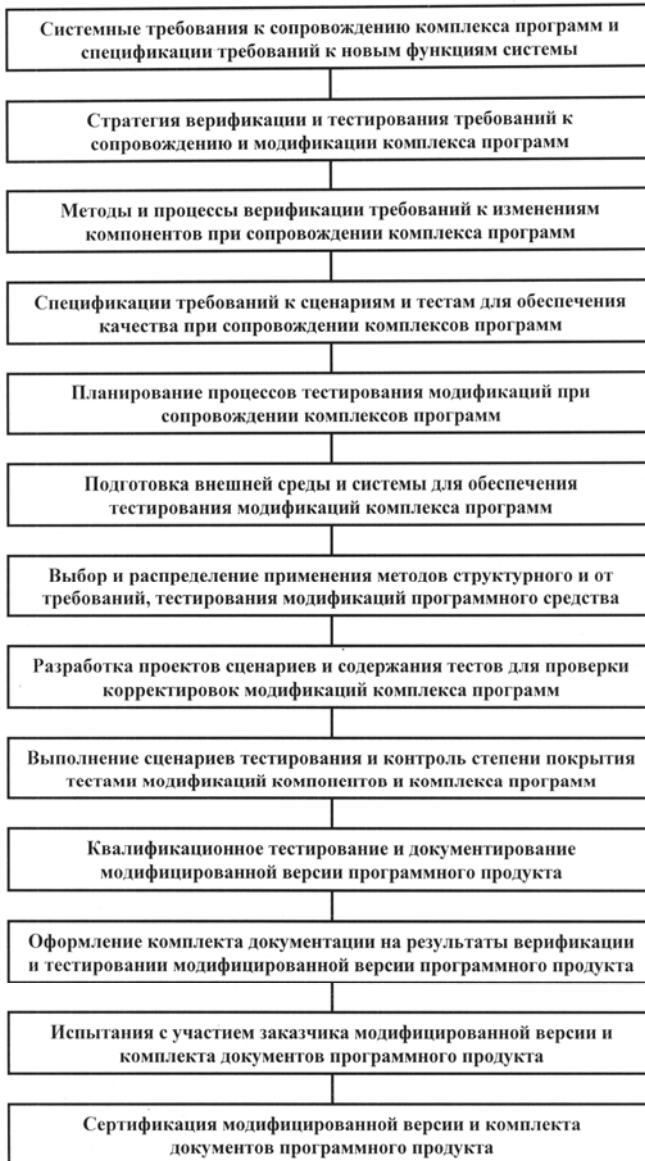 Системные требования к сопровождению комплекса программ и
спецификации требований к новым функциям системы
Стратегия верификации и тестирования требований к
сопровождению и модификации комплекса программ
Методы и процессы верификации требований к изменениям
компонентов при сопровождении комплекса программ
Спецификации требований к сценариям и тестам для обеспечения
качества при сопровождении комплексов программ
Планирование процессов тестирования модификаций при
сопровождении комплексов программ
Подготовка внешней среды и системы для обеспечения
тестирования модификаций комплекса программ
Выбор и распределение применения методов структурного и от
требований, тестирования модификаций программного средства
Разработка проектов сценариев и содержания тестов для проверки
корректировок модификаций комплекса программ
Выполнение сценариев тестирования и контроль степени покрытия
тестами модификаций компонентов и комплекса программ
Квалификационное тестирование и документирование
модифицированной версии программного продукта
Оформление комплекта документации на результаты верификации
и тестировании модифицированной версии программного продукта
Испытания с участием заказчика модифицированной версии и
комплекта документов программного продукта
Сертификация модифицированной версии и комплекта
документов программного продукта